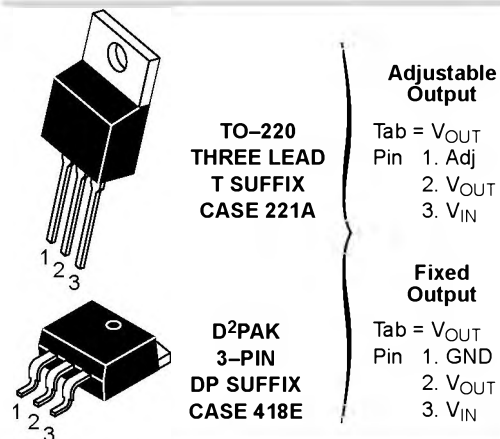 1
2
3
TO–220
THREE LEAD
T SUFFIX
CASE 221A
1
2
3
D2PAK
3–PIN
DP SUFFIX
CASE 418E
Adjustable
Output
Tab = VOUT
Pin 1. Adj
2. VOUT
3. VIN
Fixed
Output
Tab = VOUT
Pin 1. GND
2. VOUT
3. VIN